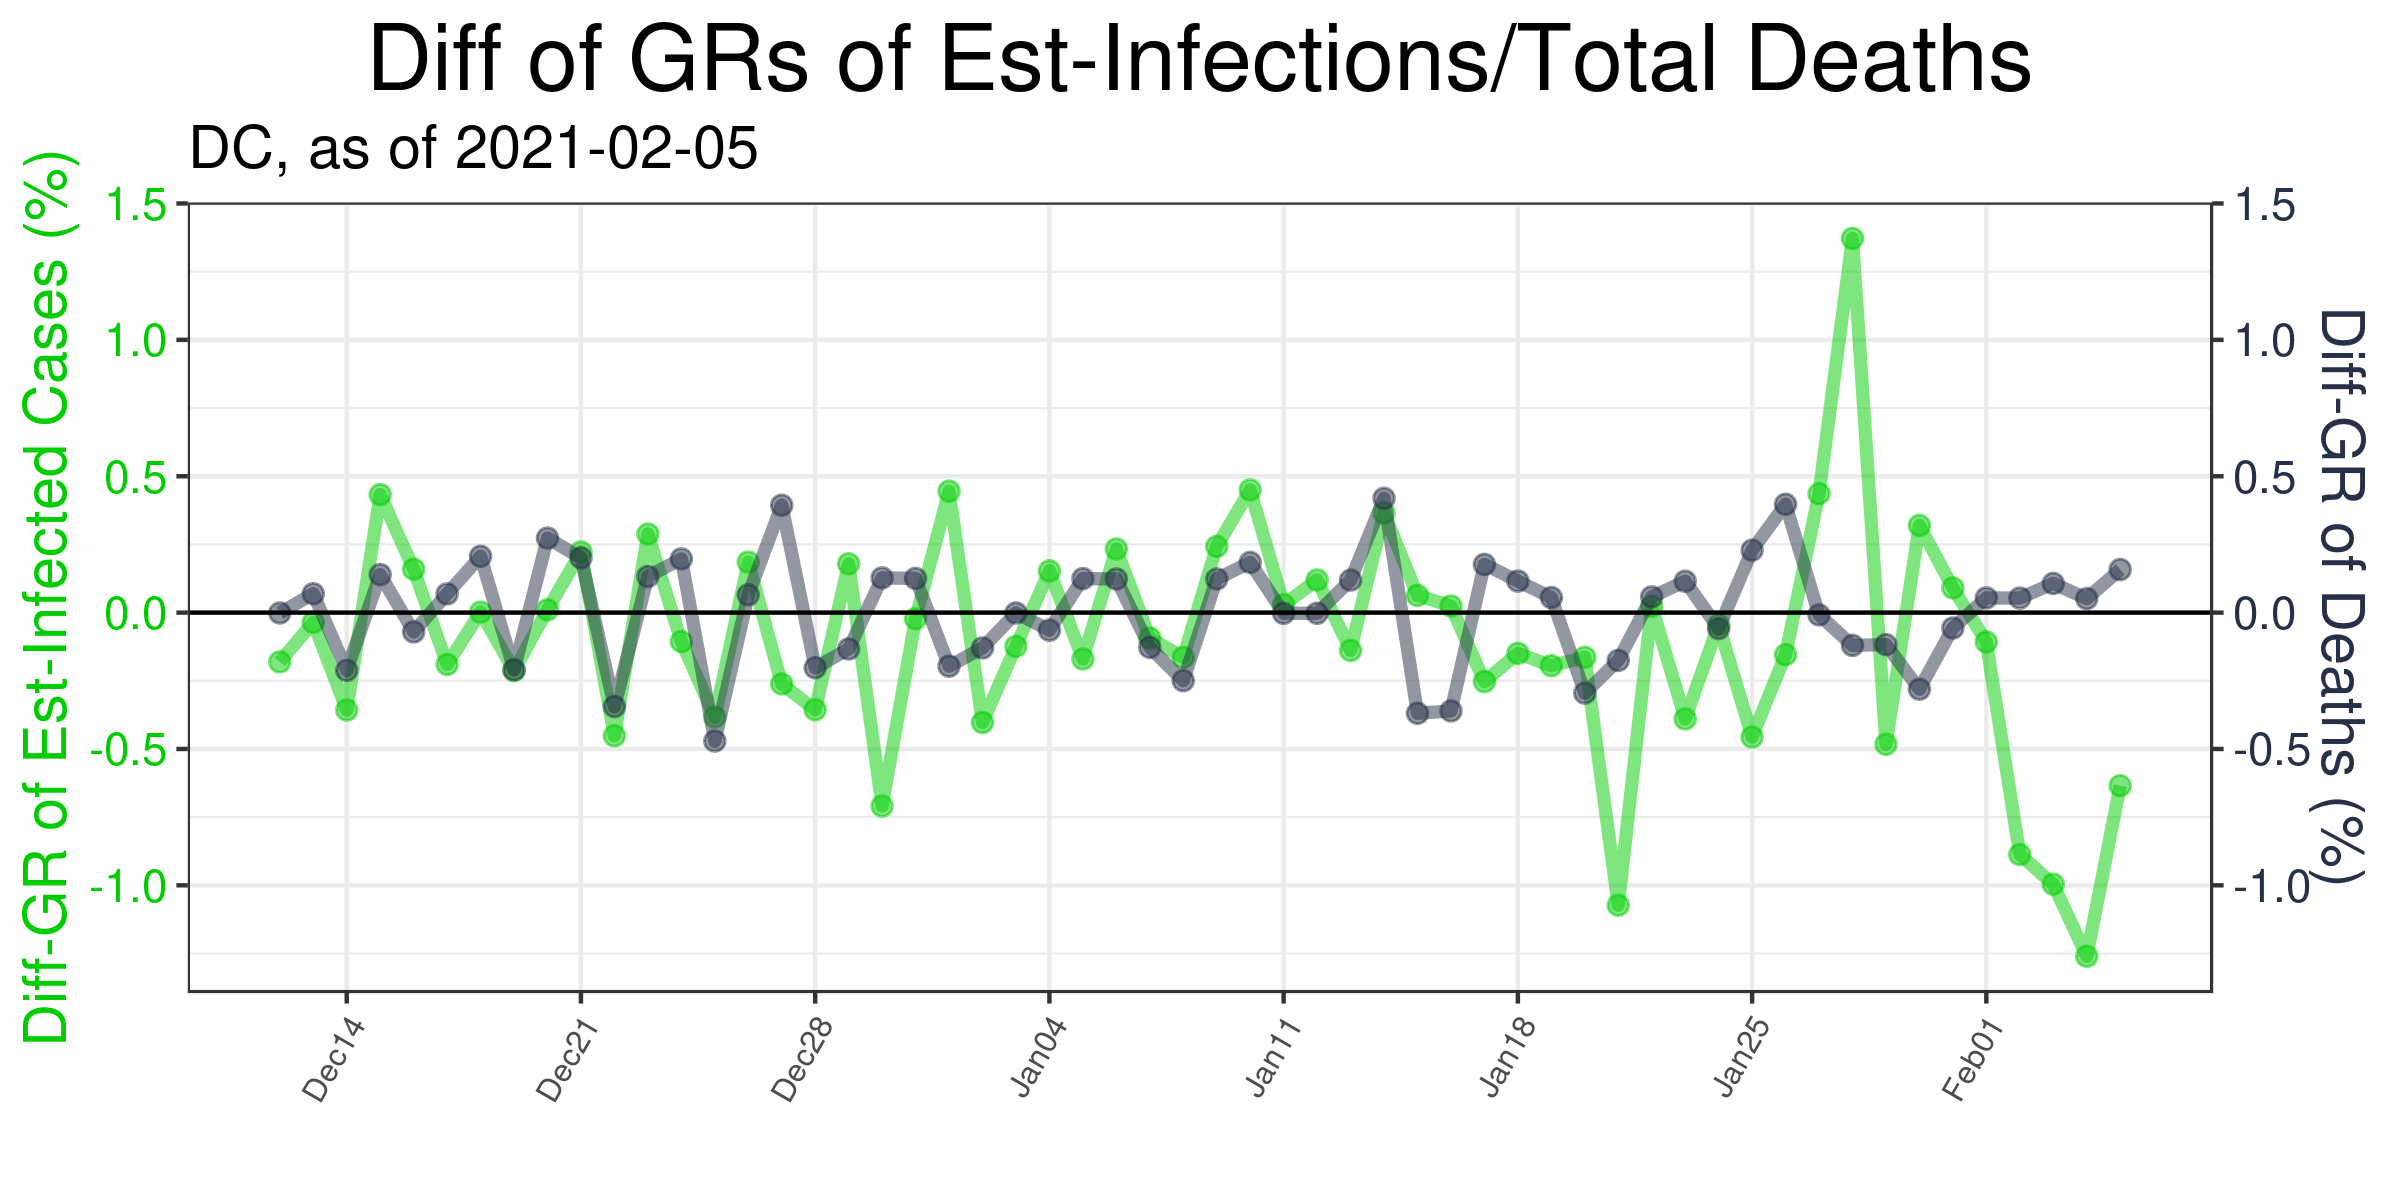 Diff of GRs of Est-Infections/Total Deaths
DC, as of 2021-02-05
Diff-GR of Est-Infected Cases (%)
1.5
1.0
0.5
0.0
-0.5
-1.0
1.5
1.0
0.5
0.0
-0.5
-1.0
Diff-GR of Deaths (%)
Dec14
Dec21
Dec28
Jan04
Jan11
Jan18
Jan25
Feb01